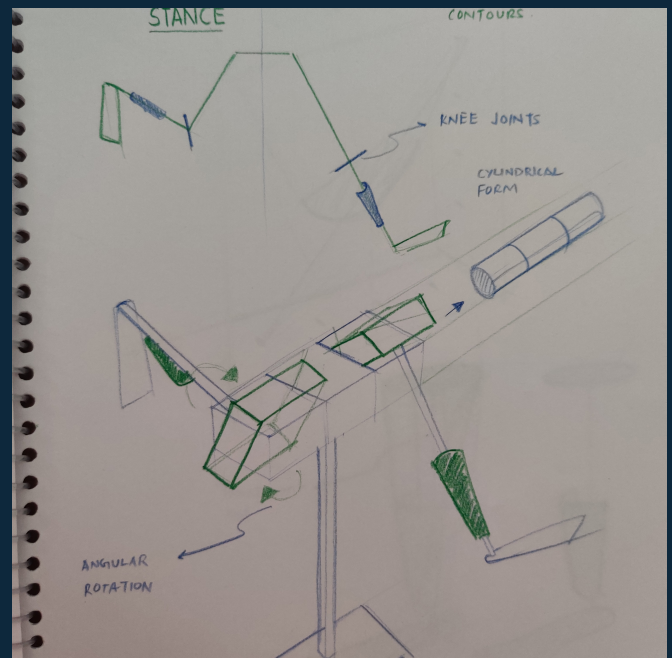 STANCE
CONTOURS.
KNEE JOINTS
CYLINDRICAL
FORM
ANGULAR
ROTATION